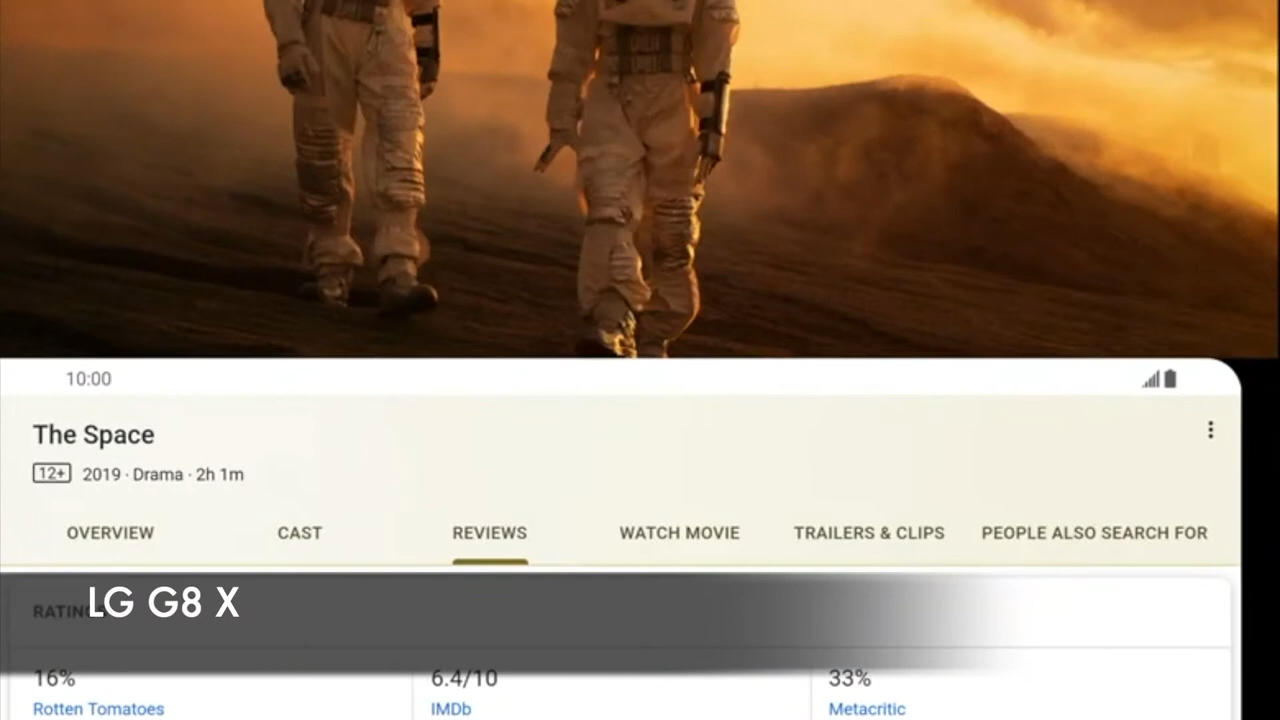 10:00
The Space
12+ 2019 · Drama · 2h 1m
OVERVIEW CAST REVIEWS WATCH MOVIE TRAILERS & CLIPS PEOPLE ALSO SEARCH FOR
LG G8 X
RATING
16% 6.4/10 33%
Rotten Tomatoes IMDb Metacritic